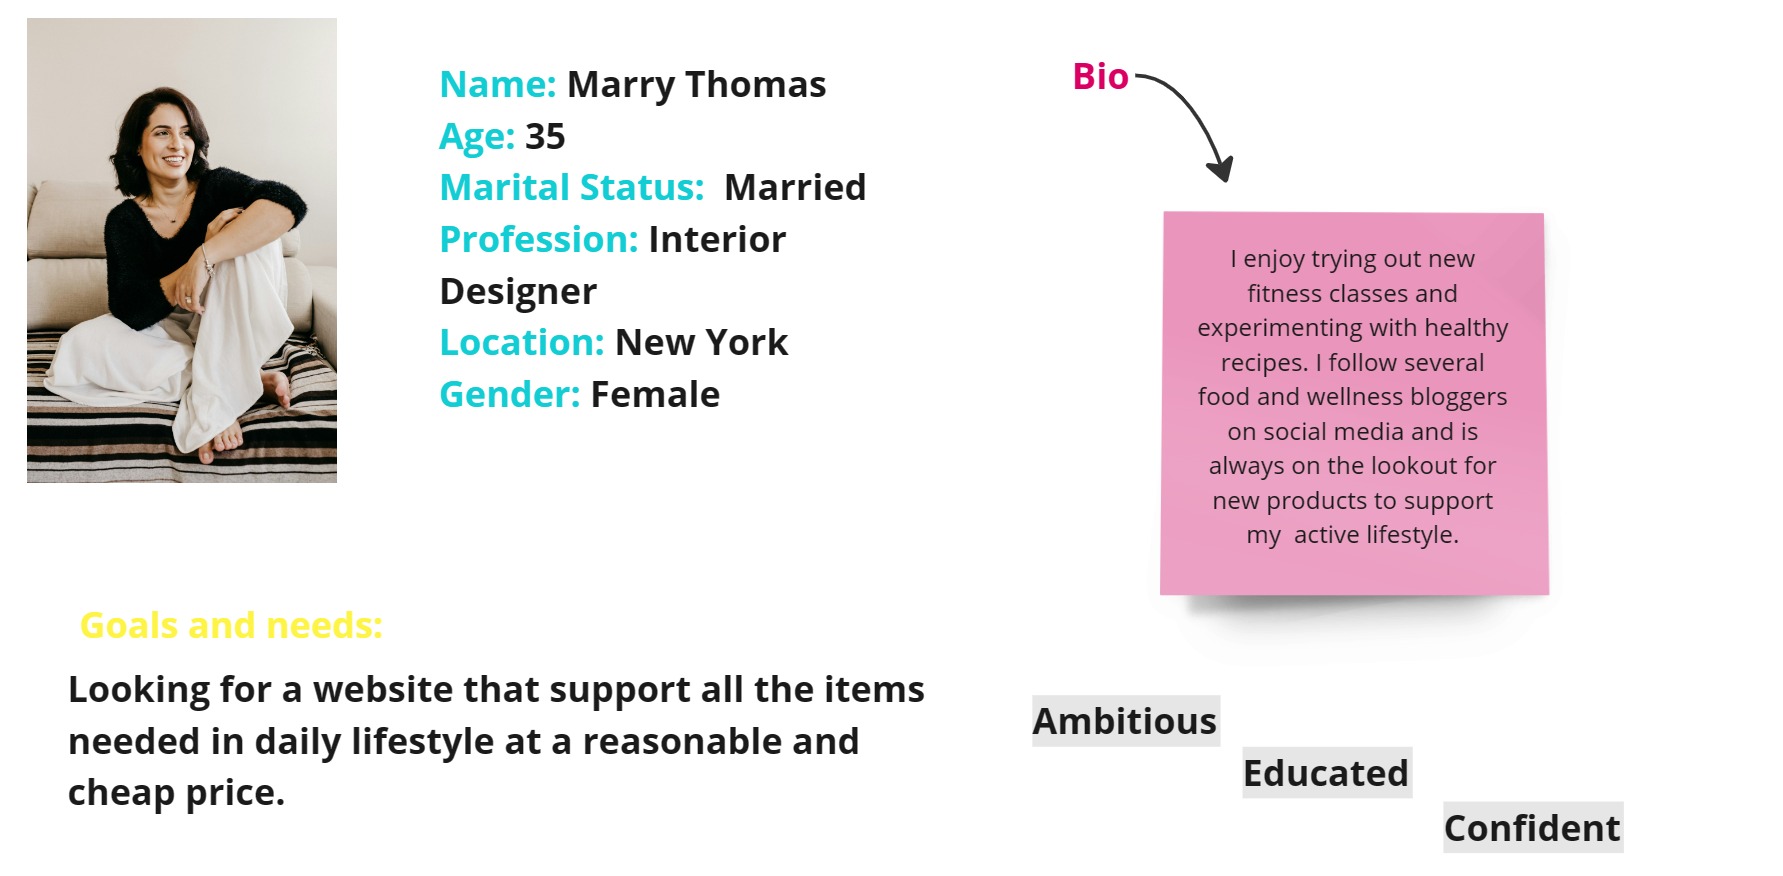 Name: Marry Thomas
Age: 35
Marital Status:  Married
Profession: Interior
Designer
Location: New York
Gender: Female
Bio
I enjoy trying out new
fitness classes and
experimenting with healthy
recipes. I follow several
food and wellness bloggers
on social media and is
always on the lookout for
new products to support
my  active lifestyle.
Goals and needs:
Looking for a website that support all the items
needed in daily lifestyle at a reasonable and
cheap price.
Ambitious
Educated
Confident